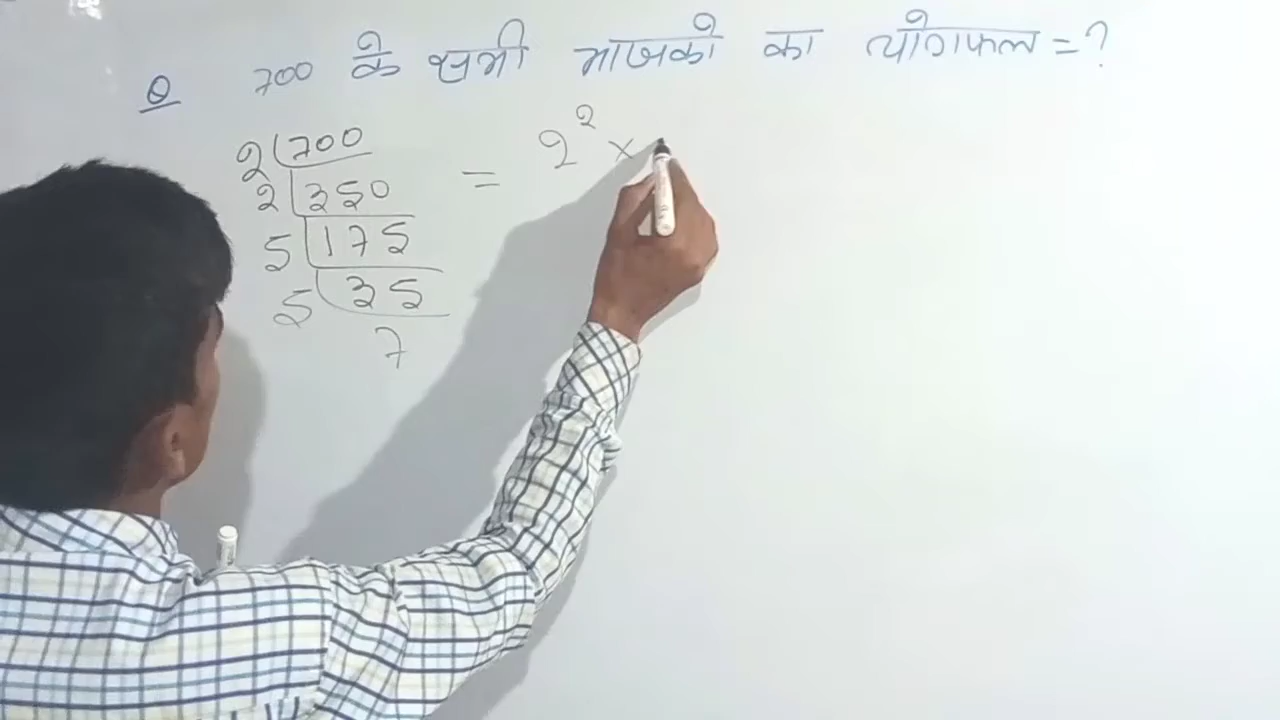 Q 700 के सभी भाजको का योगफल = ?
2 700
2 350 = 2² ×
5 175
5 35
7